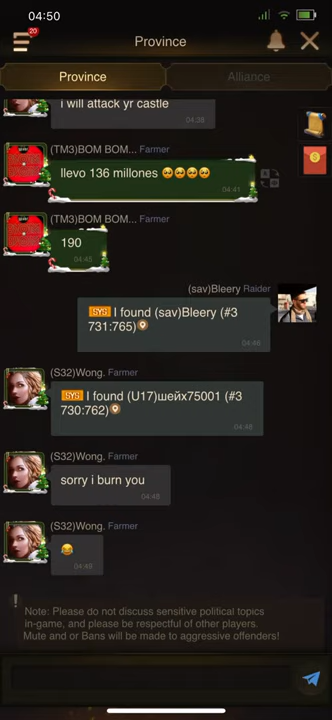 04:50
20
Province
Province
Alliance
i will attack yr castle
04:38
(TM3)BOM BOM... Farmer
llevo 136 millones 🥺🥺🥺🥺
04:41
(TM3)BOM BOM... Farmer
190
04:45
(sav)Bleery Raider
SYS I found (sav)Bleery (#3
731:765)
04:46
(S32)Wong. Farmer
SYS I found (U17)шейх75001 (#3
730:762)
04:48
(S32)Wong. Farmer
sorry i burn you
04:48
(S32)Wong. Farmer
😂
04:49
Note: Please do not discuss sensitive political topics
in-game, and please be respectful of other players.
Mute and or Bans will be made to aggressive offenders!